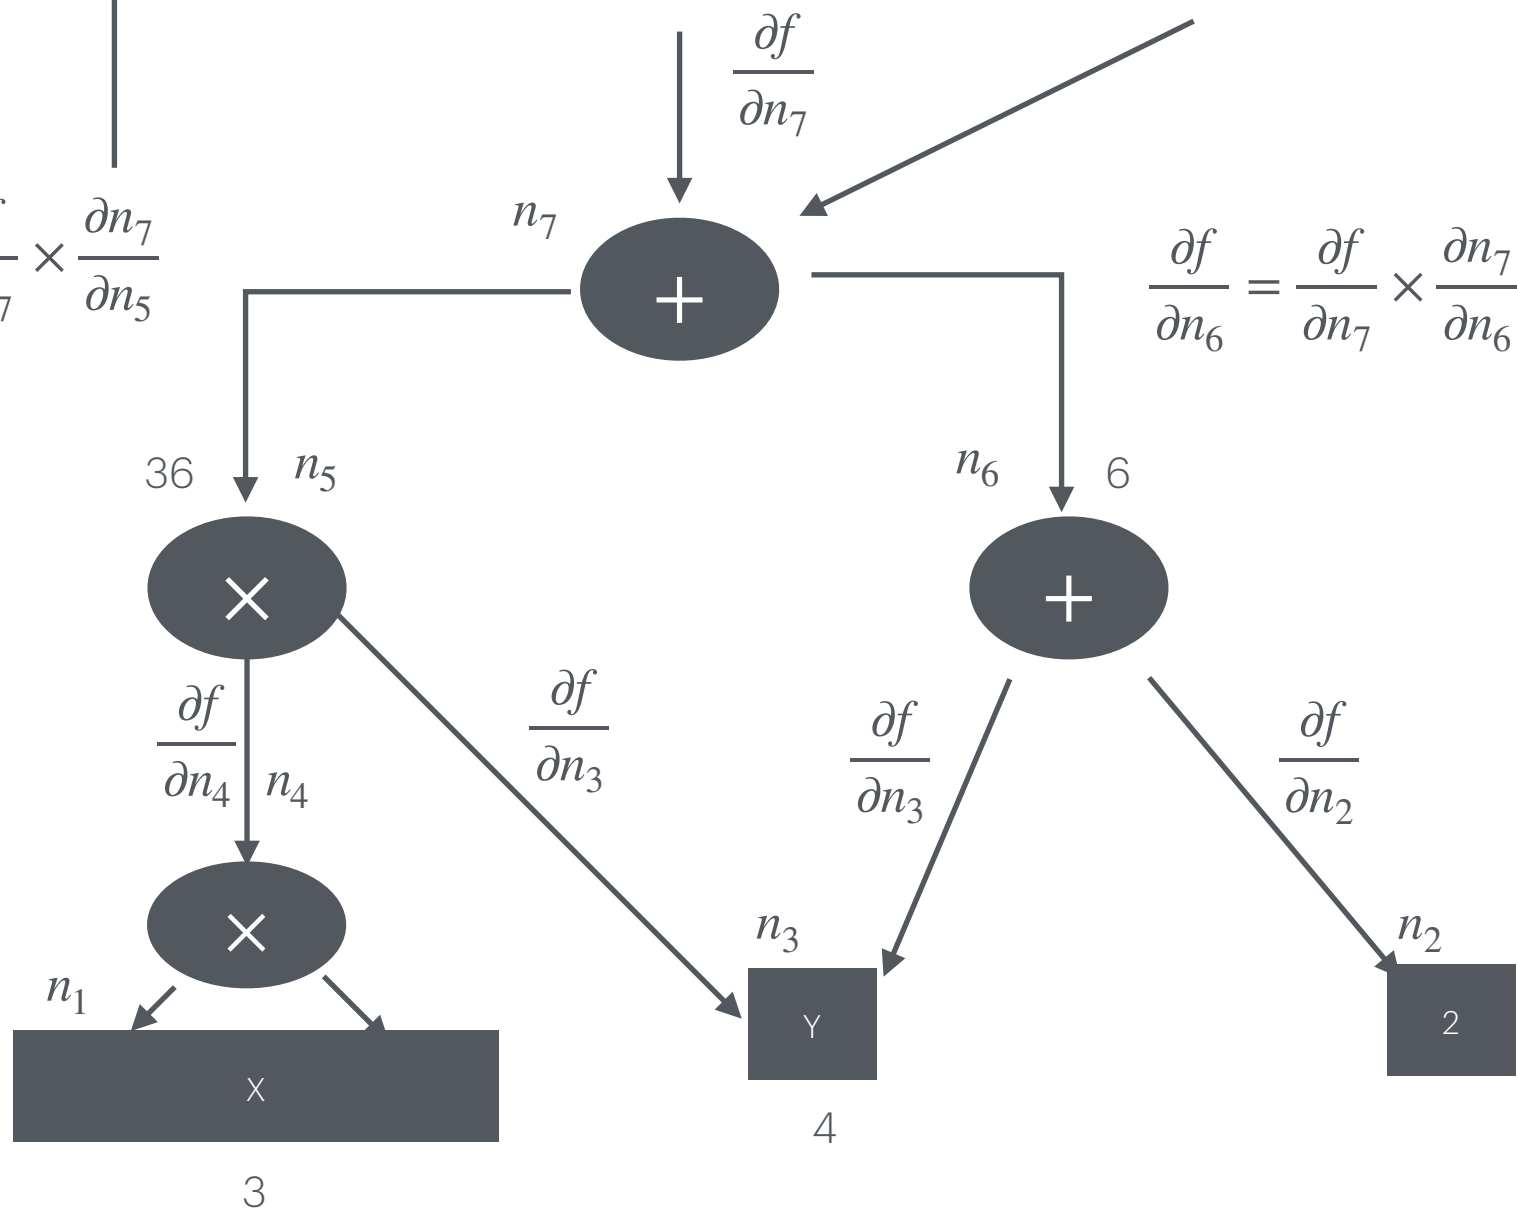 ∂f/∂n₇
n₇
× ∂n₇/∂n₅
+
∂f/∂n₆ = ∂f/∂n₇ × ∂n₇/∂n₆
36 n₅
n₆ 6
×
+
∂f/∂n₄ n₄
∂f/∂n₃
∂f/∂n₃
∂f/∂n₂
×
n₁
n₃
n₂
X
Y
2
4
3